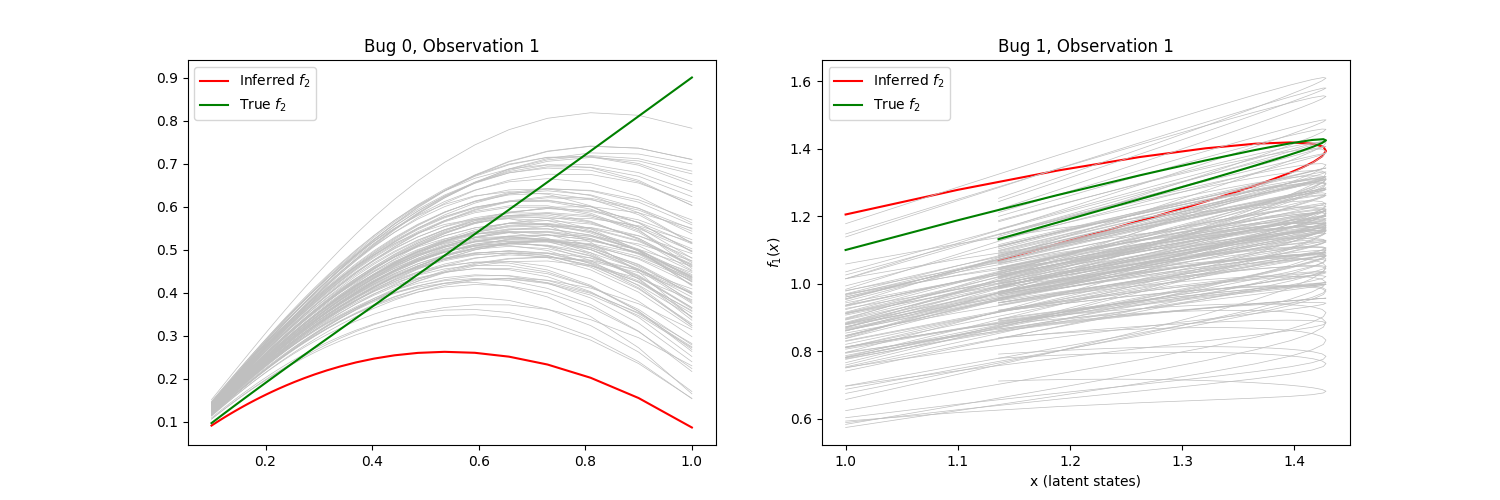 Bug 0, Observation 1
Inferred f₂
True f₂
0.9
0.8
0.7
0.6
0.5
0.4
0.3
0.2
0.1
0.2 0.4 0.6 0.8 1.0
Bug 1, Observation 1
Inferred f₂
True f₂
f₁(x)
1.6
1.4
1.2
1.0
0.8
0.6
1.0 1.1 1.2 1.3 1.4
x (latent states)